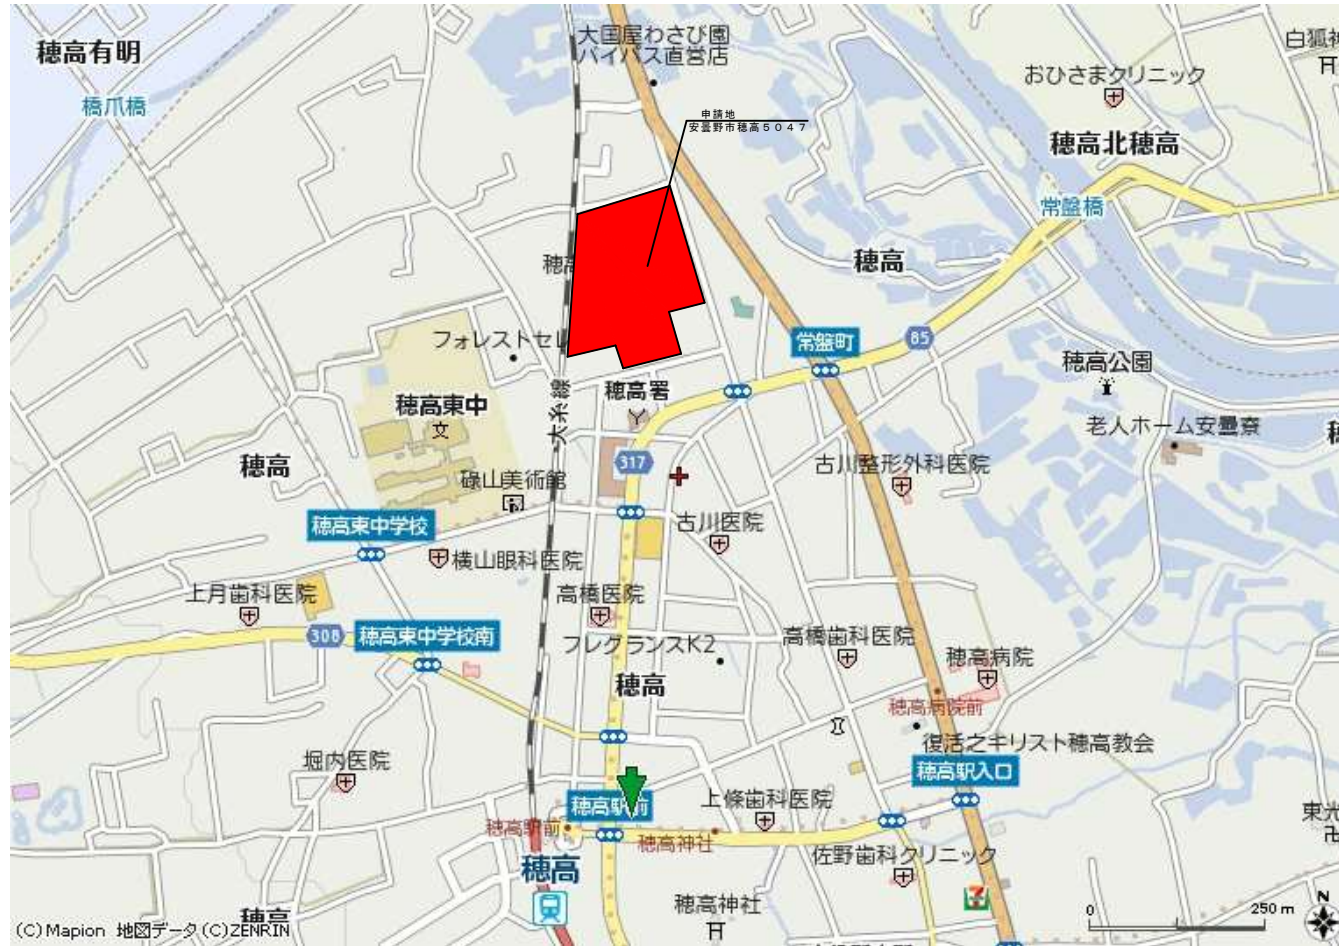 穂高有明
橋爪橋
大国屋わさび園
バイパス直営店
申請地
安曇野市穂高5047
おひさまクリニック
白狐神
穂高北穂高
常盤橋
穂高
穂高
フォレストセレ
常盤町
85
穂高公園
穂高署
大糸線
穂高東中
老人ホーム安曇寮
穂
穂高
317
碌山美術館
古川整形外科医院
穂高東中学校
古川医院
横山眼科医院
上月歯科医院
高橋医院
308
穂高東中学校南
フレグランスK2
高橋歯科医院
穂高病院
穂高
穂高病院前
復活之キリスト穂高教会
堀内医院
穂高駅入口
穂高駅前
上條歯科医院
東光
穂高駅前
穂高神社
穂高
佐野歯科クリニック
穂高神社
7
0
250 m
N
穂高
(C)Mapion 地図データ(C)ZENRIN